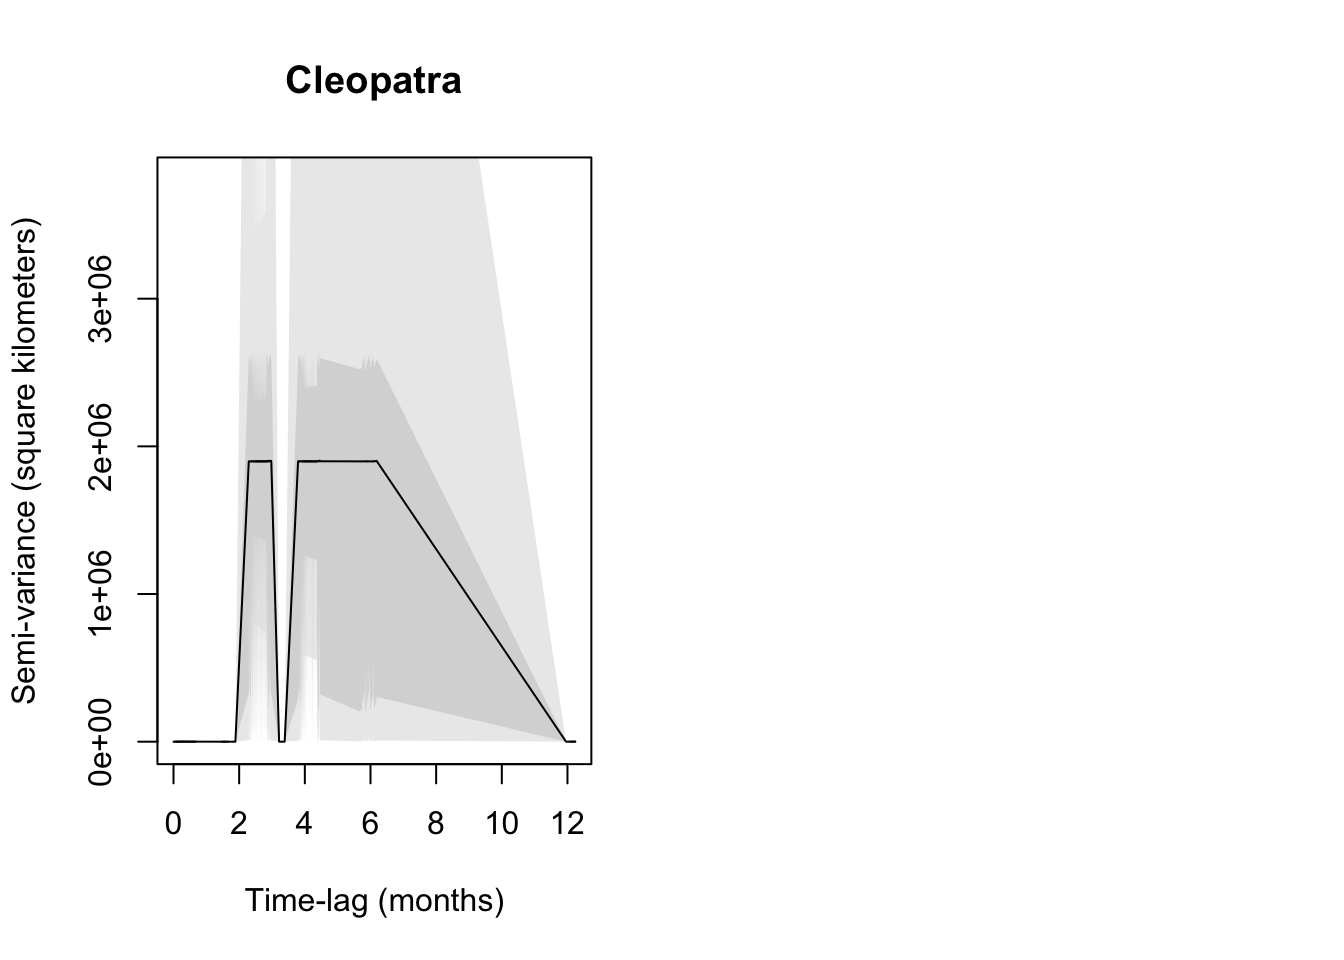 Cleopatra
Semi-variance (square kilometers)
3e+06
2e+06
1e+06
0e+00
0 2 4 6 8 10 12
Time-lag (months)